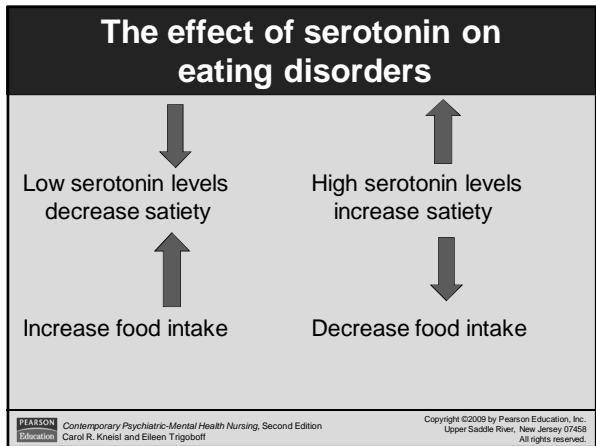 The effect of serotonin on
eating disorders
Low serotonin levels
decrease satiety
High serotonin levels
increase satiety
Increase food intake
Decrease food intake
PEARSON
Education
Contemporary Psychiatric-Mental Health Nursing, Second Edition
Carol R. Kneisl and Eileen Trigoboff
Copyright ©2009 by Pearson Education, Inc.
Upper Saddle River, New Jersey 07458
All rights reserved.